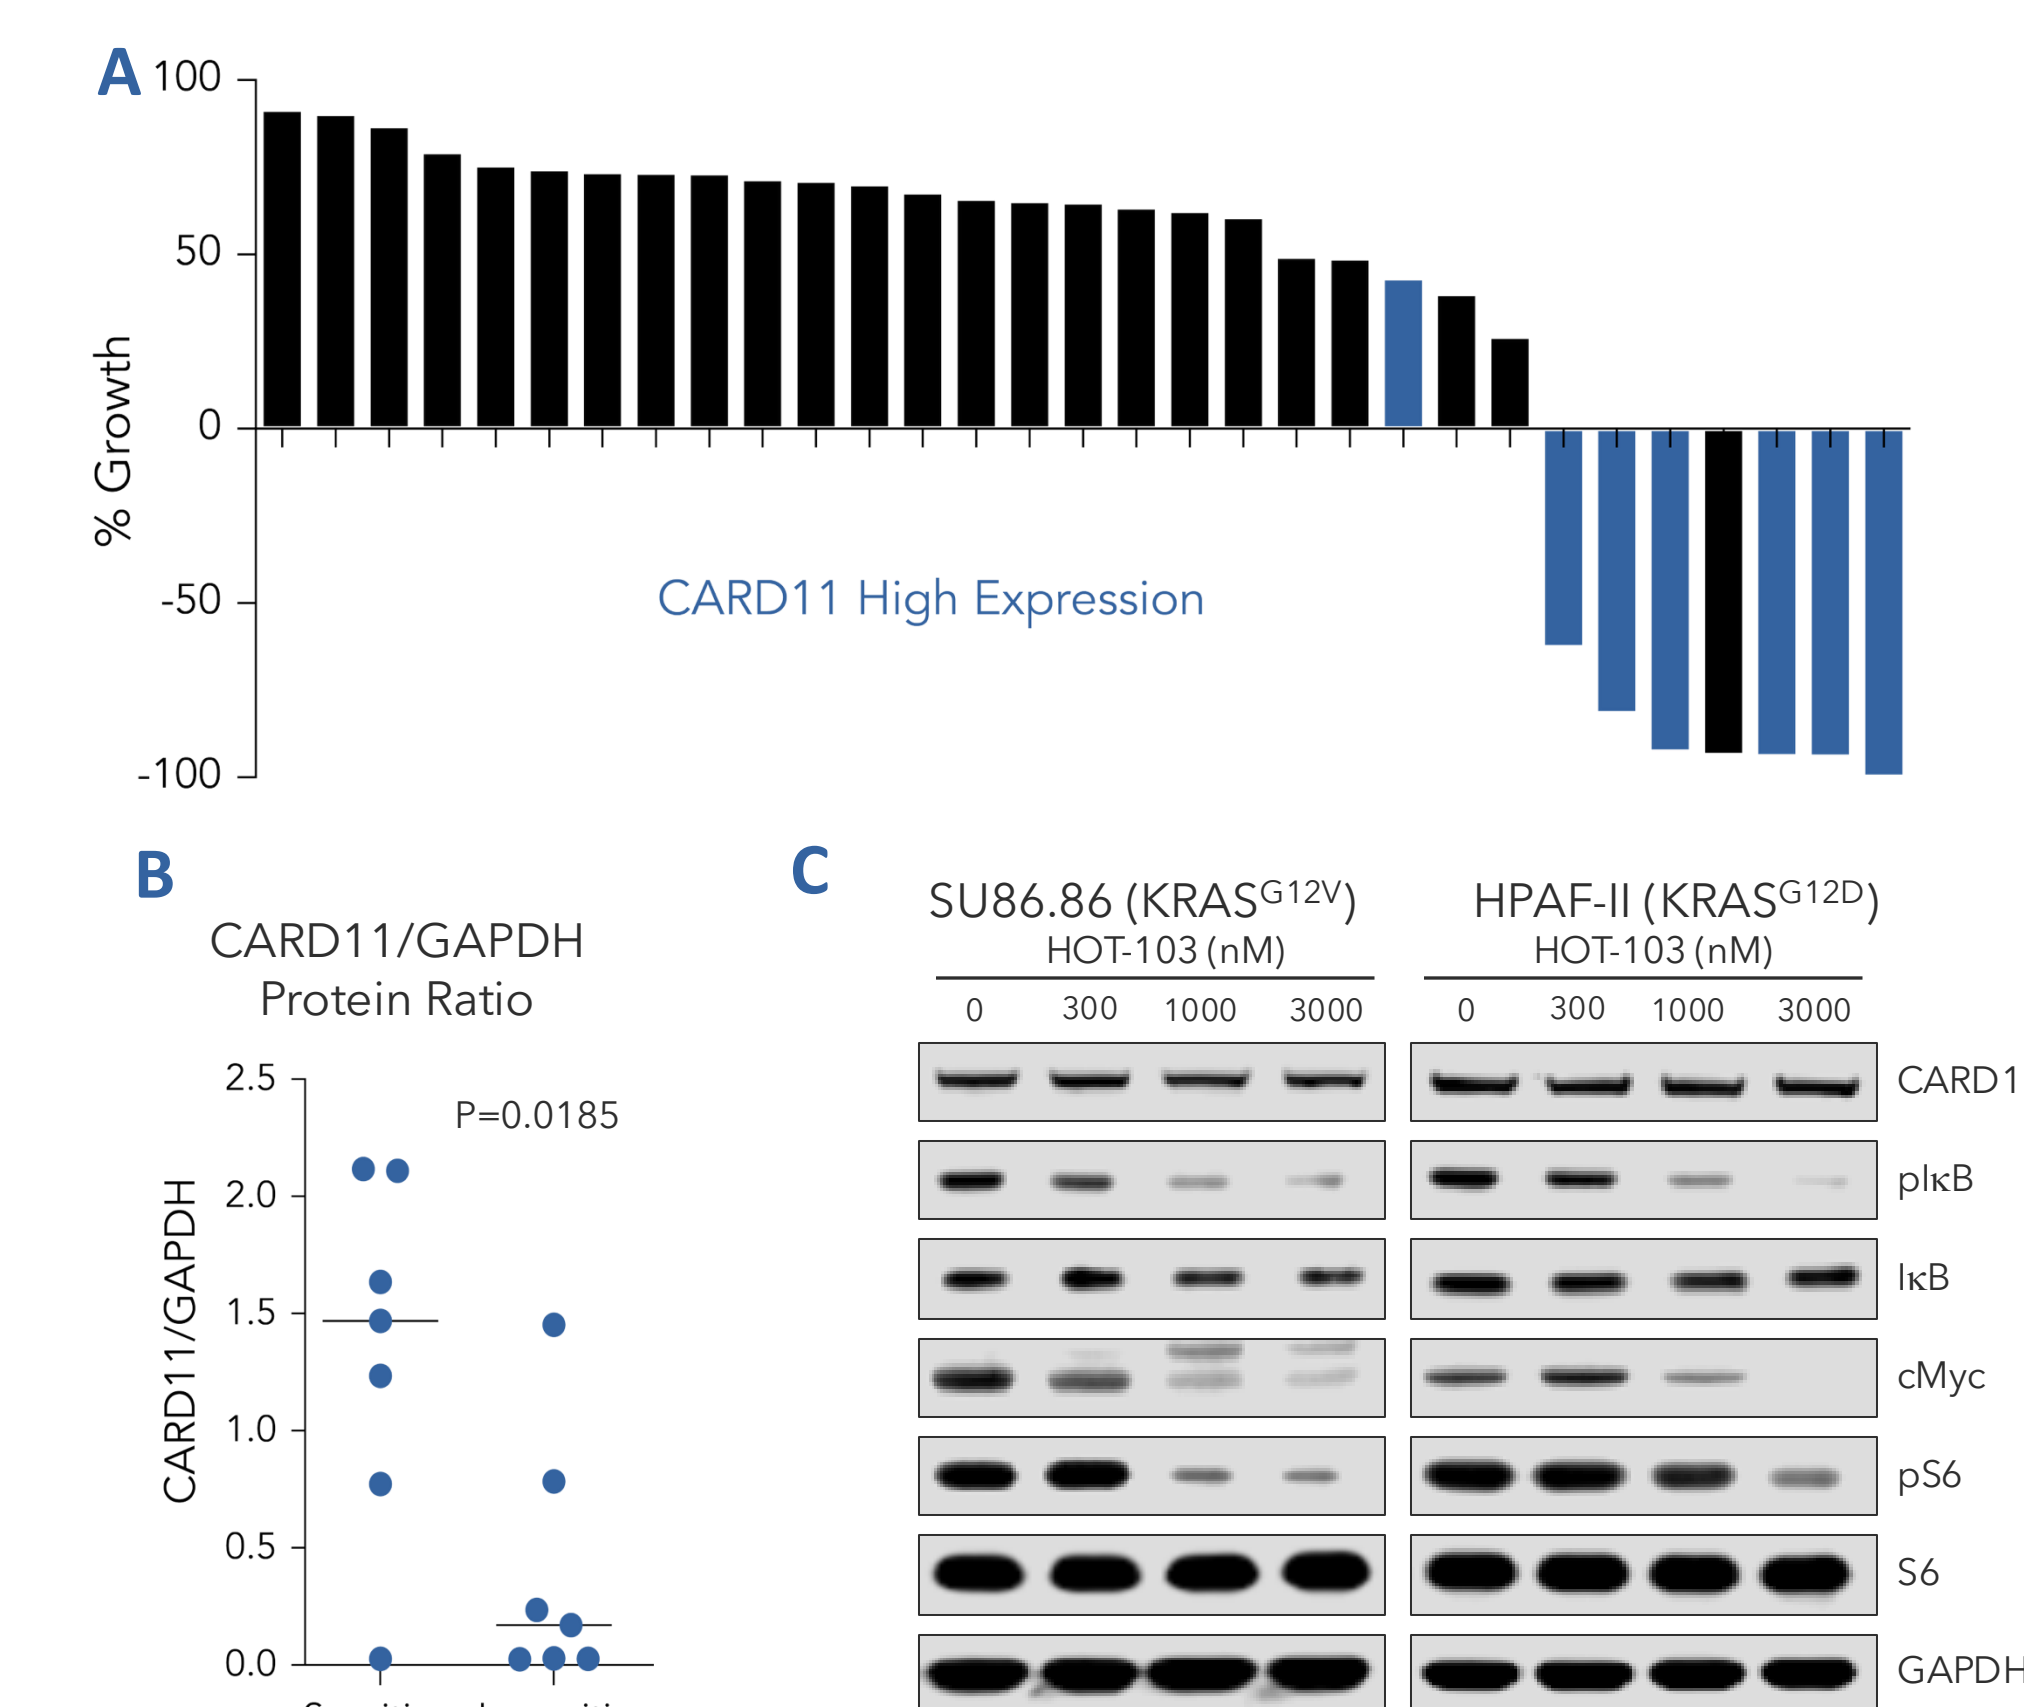 A
100
50
0
-50
-100
% Growth
CARD11 High Expression
B
CARD11/GAPDH
Protein Ratio
2.5
2.0
1.5
1.0
0.5
0.0
CARD11/GAPDH
P=0.0185
C
SU86.86 (KRASG12V)
HOT-103 (nM)
0 300 1000 3000
HPAF-II (KRASG12D)
HOT-103 (nM)
0 300 1000 3000
CARD1
pIκB
IκB
cMyc
pS6
S6
GAPDH